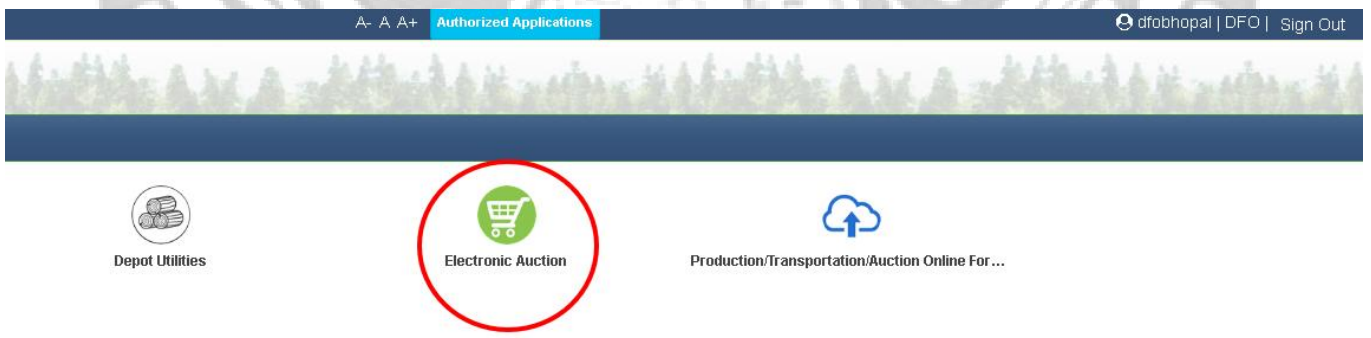 A- A A+ Authorized Applications dfobhopal | DFO | Sign Out
Depot Utilities Electronic Auction Production/Transportation/Auction Online For...